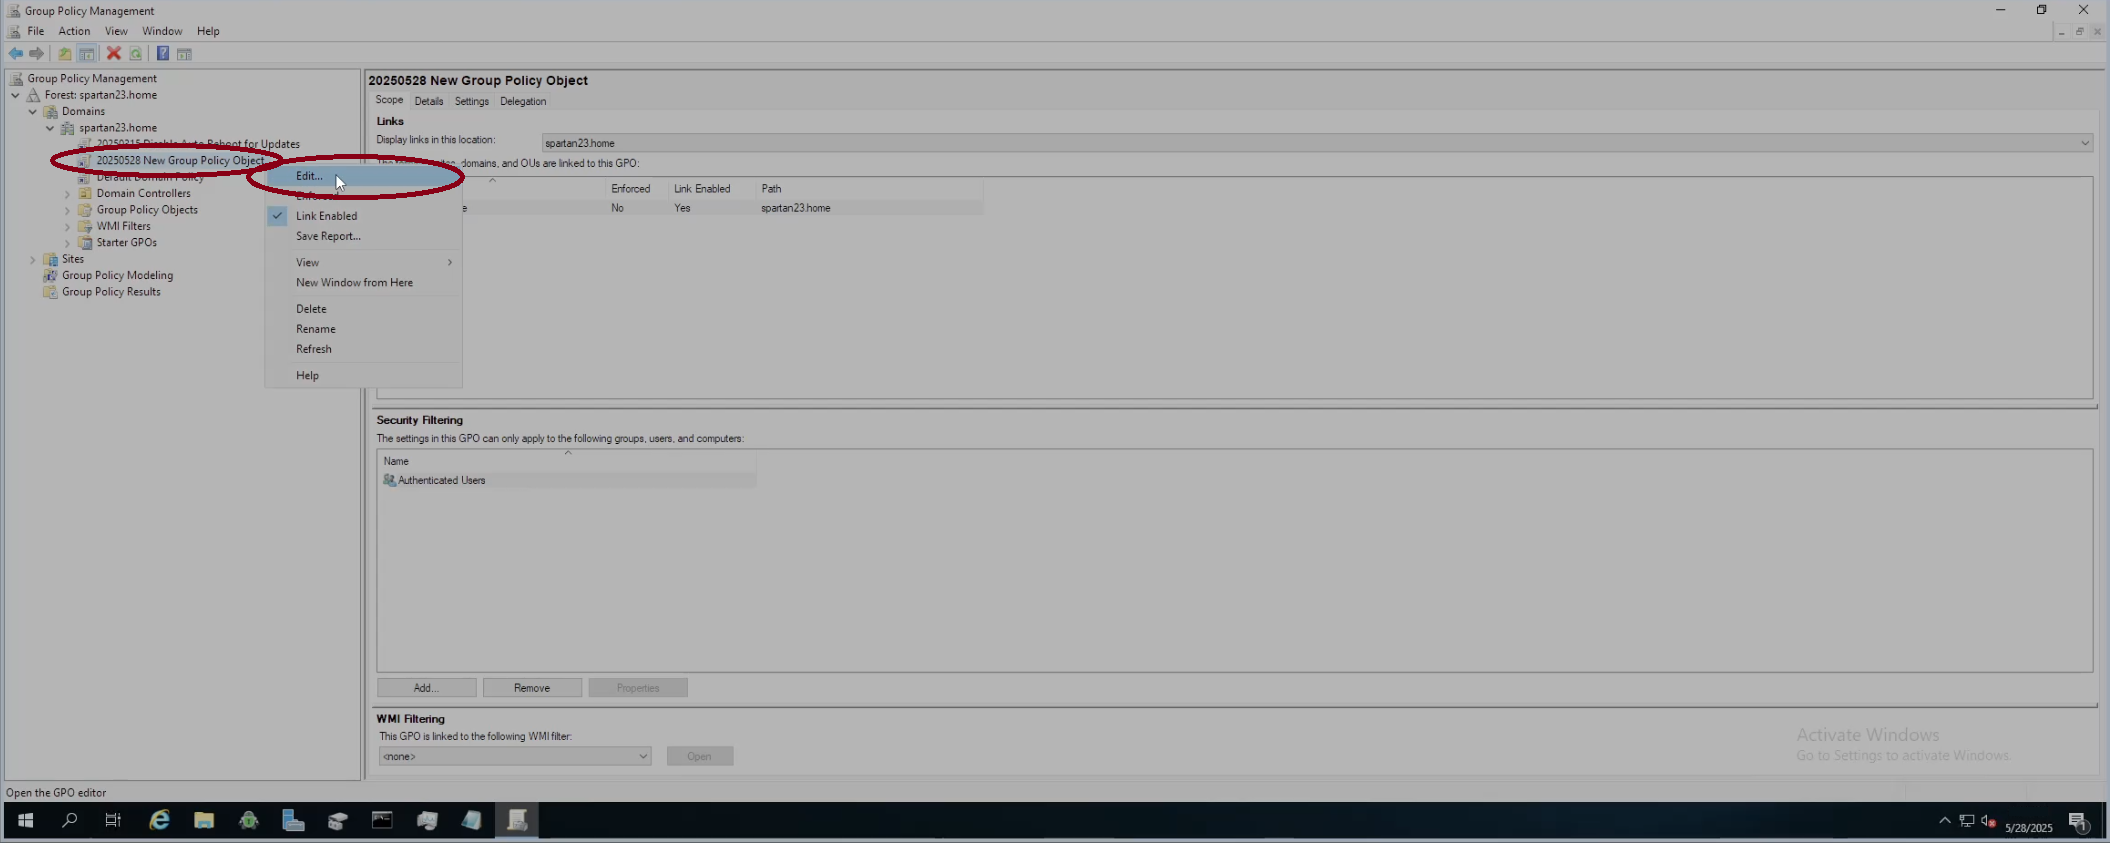 Group Policy Management
File Action View Window Help
Group Policy Management
Forest: spartan23.home
Domains
spartan23.home
20250315 Disable Auto Reboot for Updates
20250528 New Group Policy Object
Default Domain Policy
Domain Controllers
Group Policy Objects
WMI Filters
Starter GPOs
Sites
Group Policy Modeling
Group Policy Results
Edit...
Enforced
Link Enabled
Save Report...
View
New Window from Here
Delete
Rename
Refresh
Help
20250528 New Group Policy Object
Scope Details Settings Delegation
Links
Display links in this location: spartan23.home
domains, and OUs are linked to this GPO:
Enforced Link Enabled Path
e No Yes spartan23.home
Security Filtering
The settings in this GPO can only apply to the following groups, users, and computers:
Name
Authenticated Users
Add... Remove Properties
WMI Filtering
This GPO is linked to the following WMI filter:
<none> Open
Activate Windows
Go to Settings to activate Windows.
Open the GPO editor
5/28/2025
1